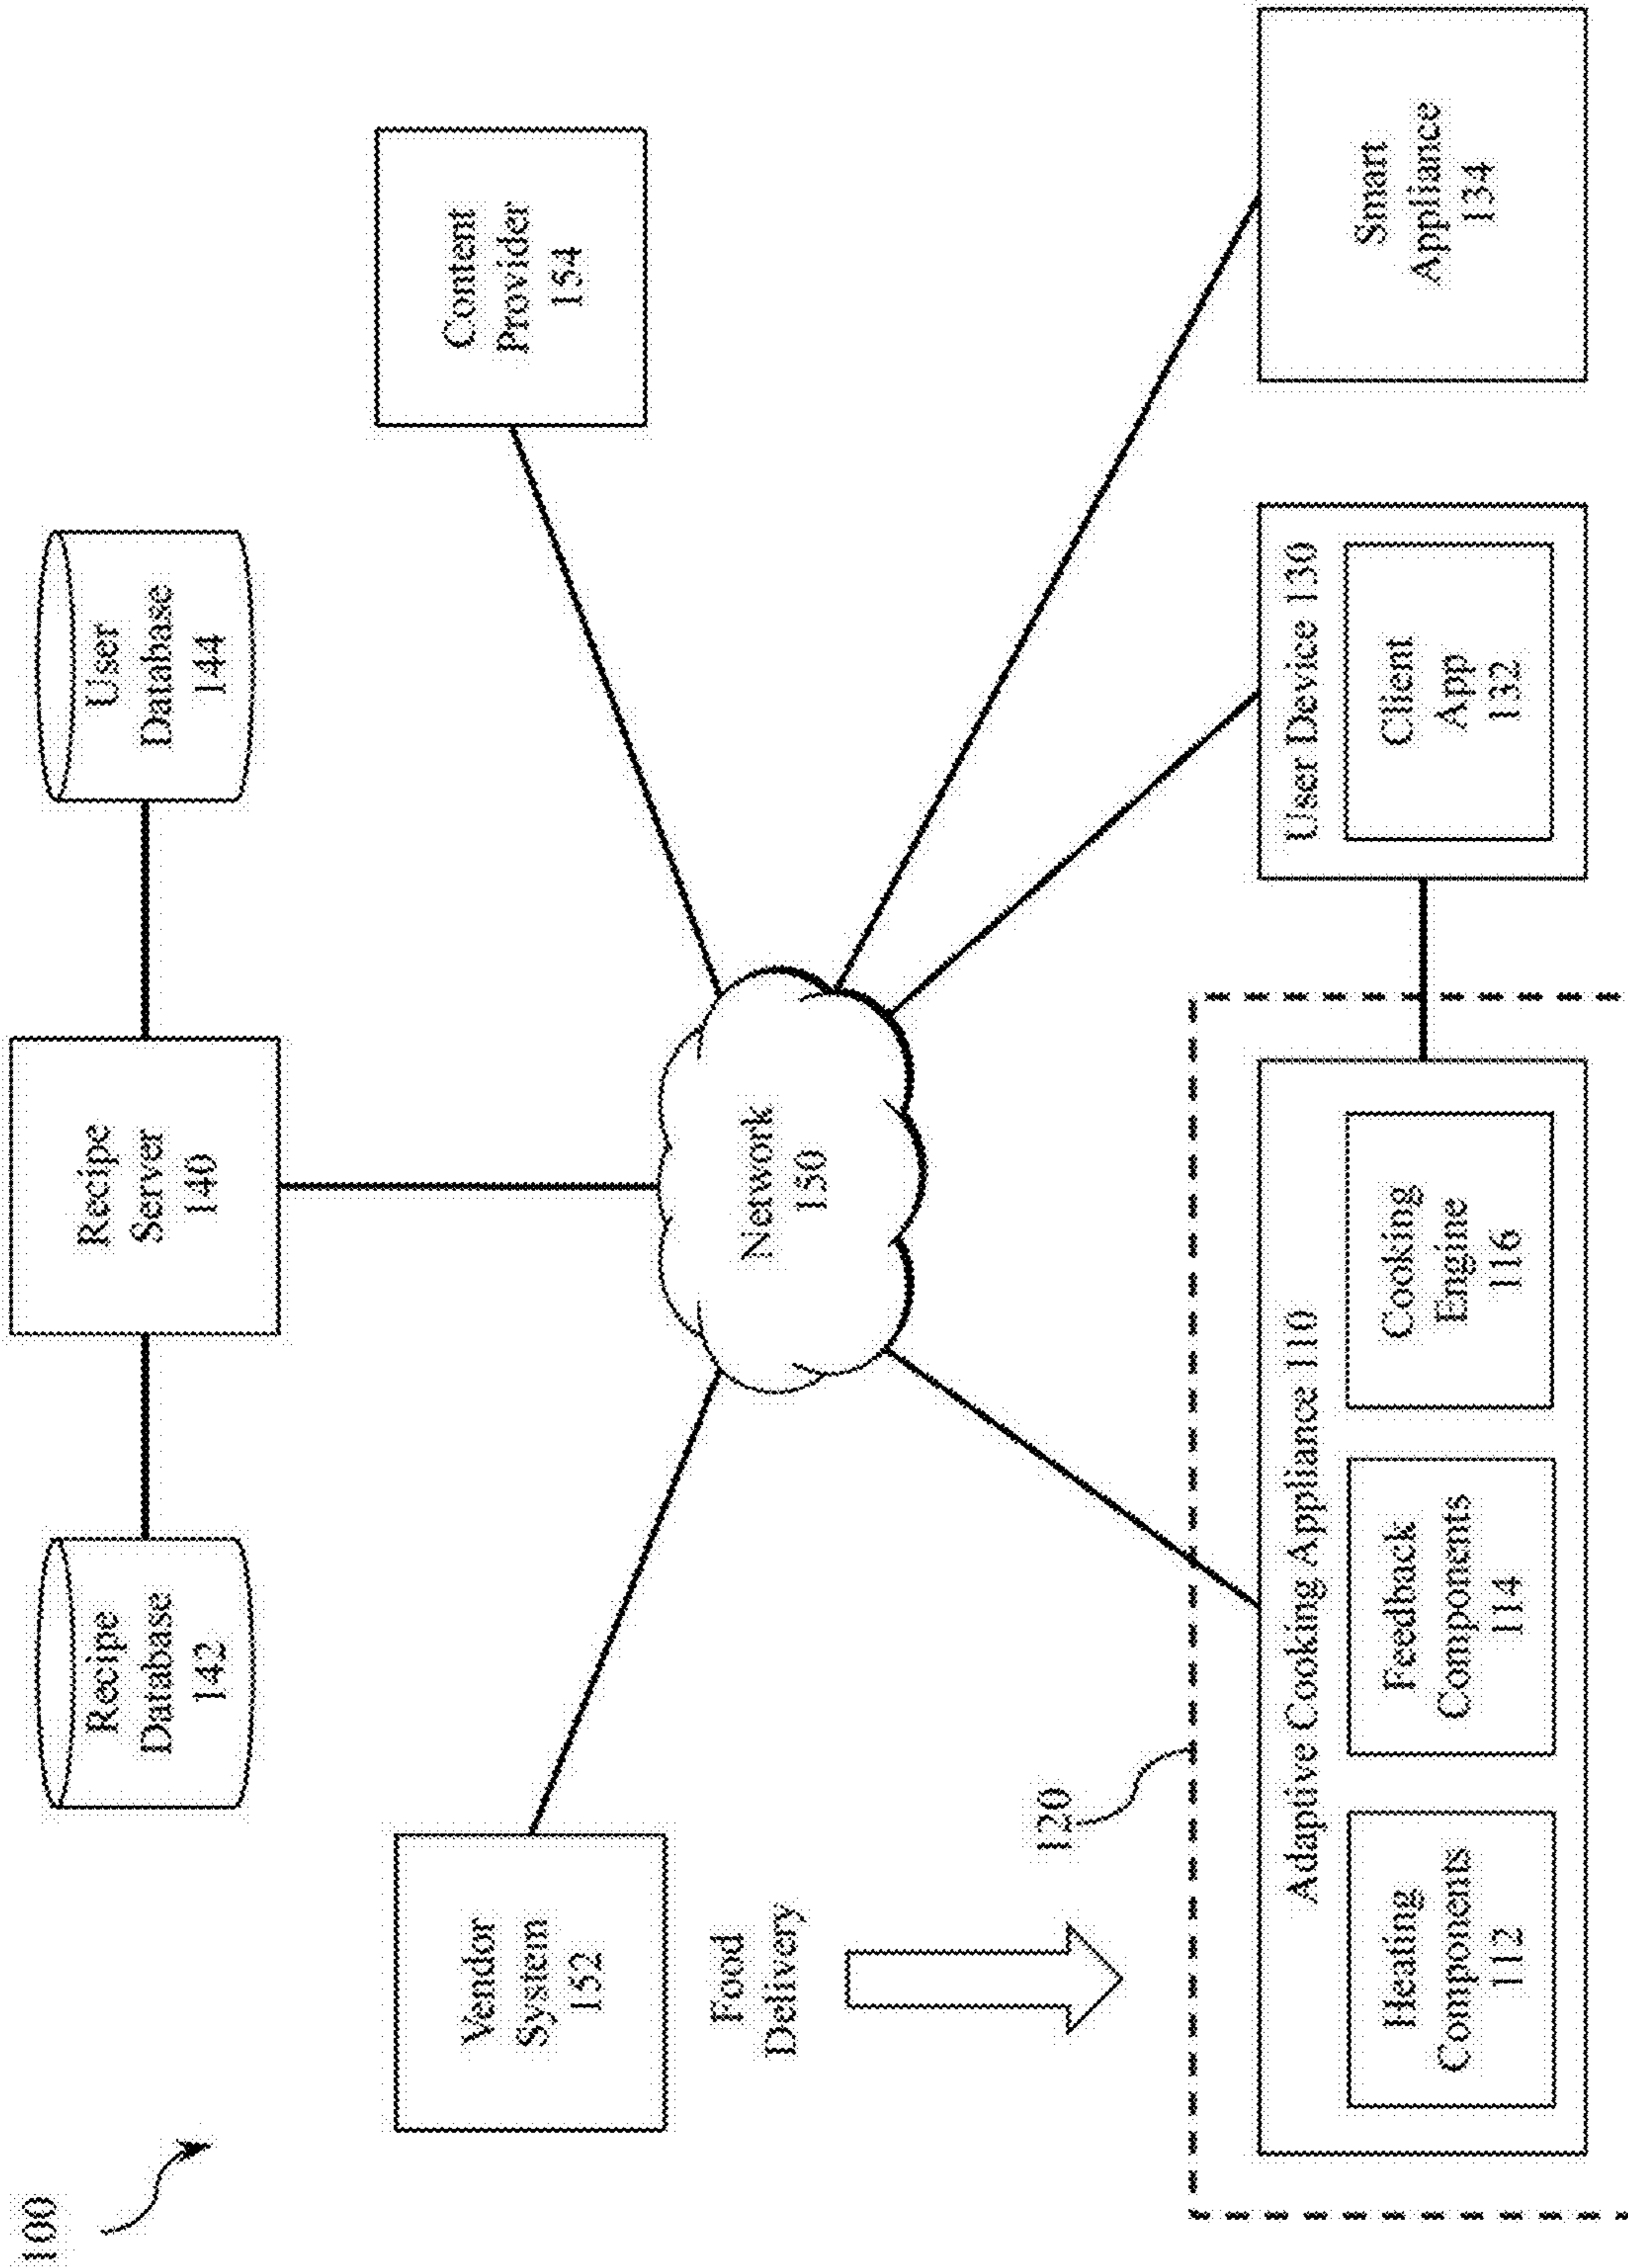 100
Recipe
Database
142
Recipe
Server
140
User
Database
144
Vendor
System
152
Content
Provider
154
Food
Delivery
Network
150
120
Adaptive Cooking Appliance 110
Heating
Components
112
Feedback
Components
114
Cooking
Engine
116
User Device 130
Client
App
132
Smart
Appliance
134